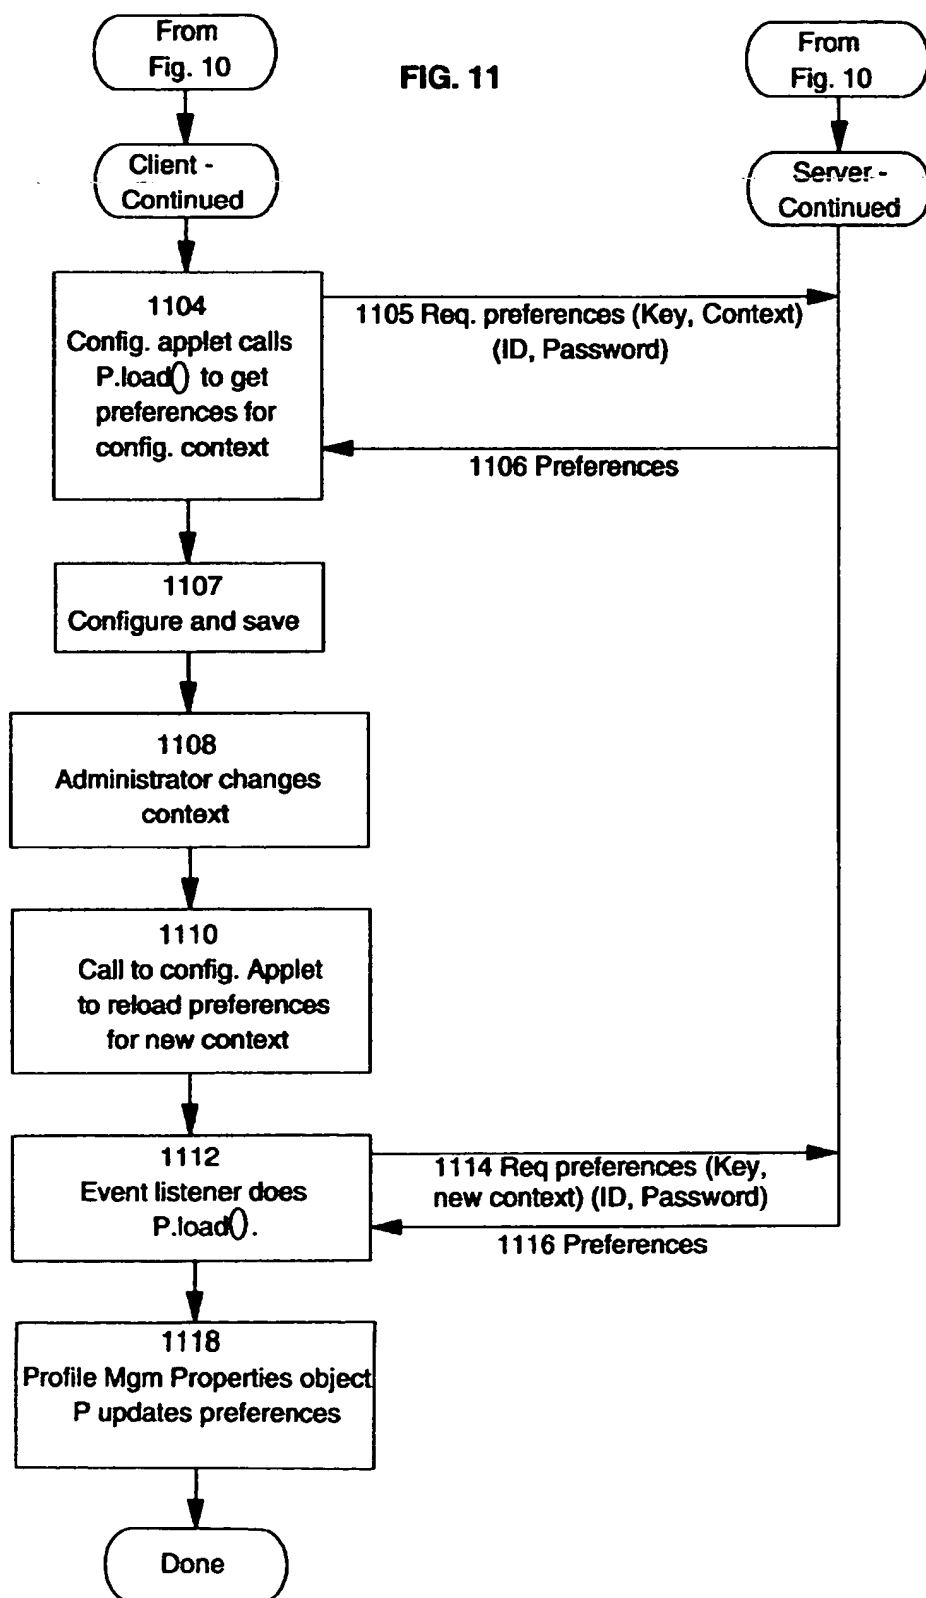 From
Fig. 10
FIG. 11
From
Fig. 10
Client -
Continued
Server -
Continued
1104
Config. applet calls
P.load() to get
preferences for
config. context
1105 Req. preferences (Key, Context)
(ID, Password)
1106 Preferences
1107
Configure and save
1108
Administrator changes
context
1110
Call to config. Applet
to reload preferences
for new context
1112
Event listener does
P.load().
1114 Req preferences (Key,
new context) (ID, Password)
1116 Preferences
1118
Profile Mgm Properties object
P updates preferences
Done